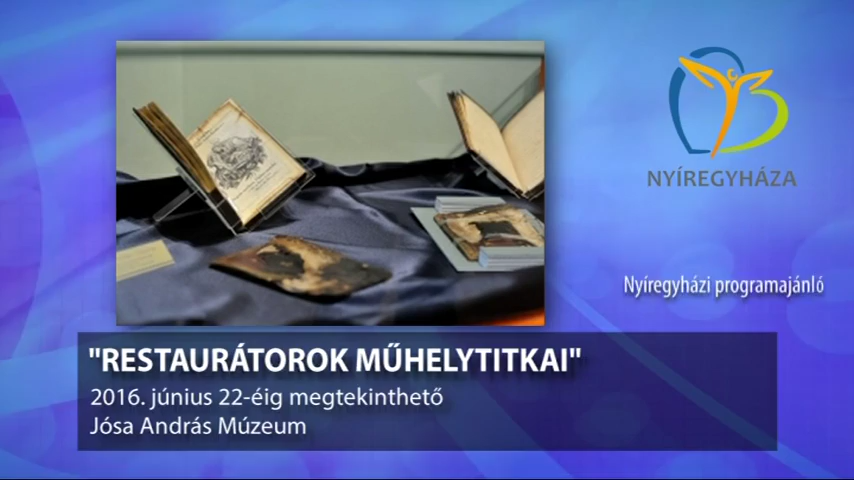 NYÍREGYHÁZA
Nyíregyházi programajánló
"RESTAURÁTOROK MŰHELYTITKAI"
2016. június 22-éig megtekinthető
Jósa András Múzeum